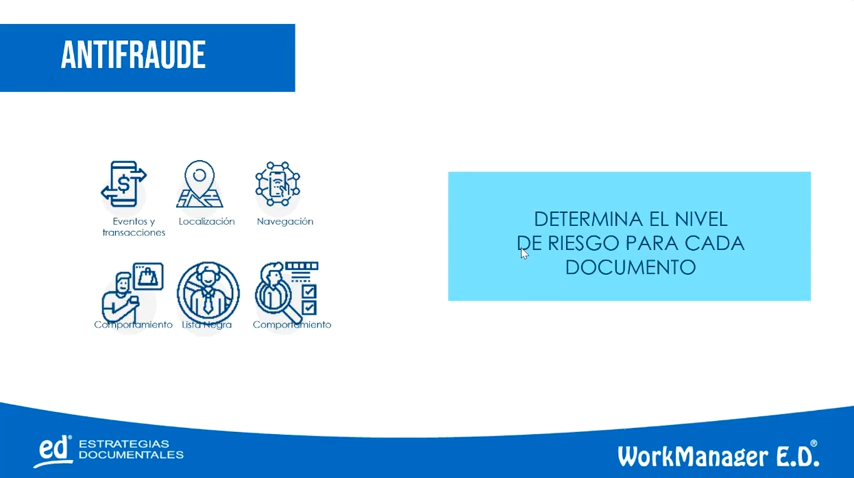 ANTIFRAUDE
Eventos y
transacciones
Localización
Navegación
Comportamiento
Lista Negra
Comportamiento
DETERMINA EL NIVEL
DE RIESGO PARA CADA
DOCUMENTO
ed®
ESTRATEGIAS
DOCUMENTALES
WorkManager E.D.®